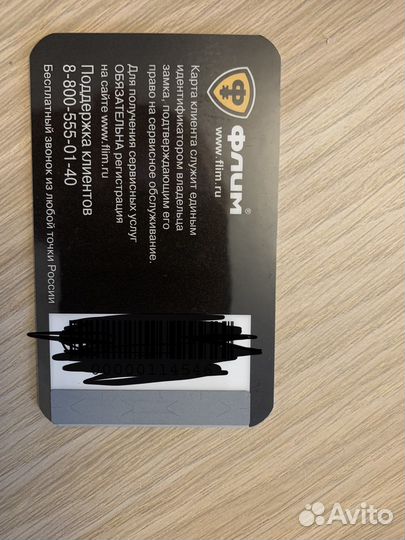 ФЛИМ®
www.flim.ru
Карта клиента служит единым
идентификатором владельца
замка, подтверждающим его
право на сервисное обслуживание.
Для получения сервисных услуг
ОБЯЗАТЕЛЬНА регистрация
на сайте www.flim.ru
Поддержка клиентов
8-800-555-01-40
Бесплатный звонок из любой точки России
Avito